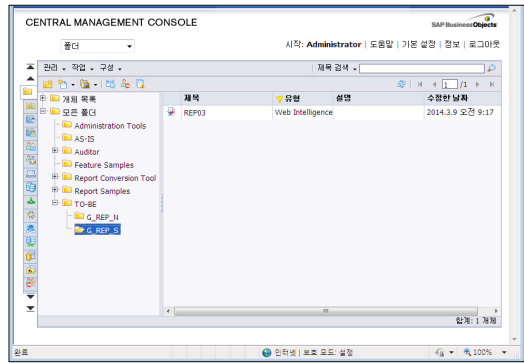 CENTRAL MANAGEMENT CONSOLE
SAP BusinessObjects
폴더
시작: Administrator | 도움말 | 기본 설정 | 정보 | 로그아웃
관리 작업 구성
제목 검색
1 /1
개체 목록
모든 폴더
Administration Tools
AS-IS
Auditor
Feature Samples
Report Conversion Tool
Report Samples
TO-BE
G_REP_N
G_REP_S
제목 유형 설명 수정한 날짜
REP03 Web Intelligence 2014.3.9 오전 9:17
합계: 1 개체
완료
인터넷 | 보호 모드: 설정
100%